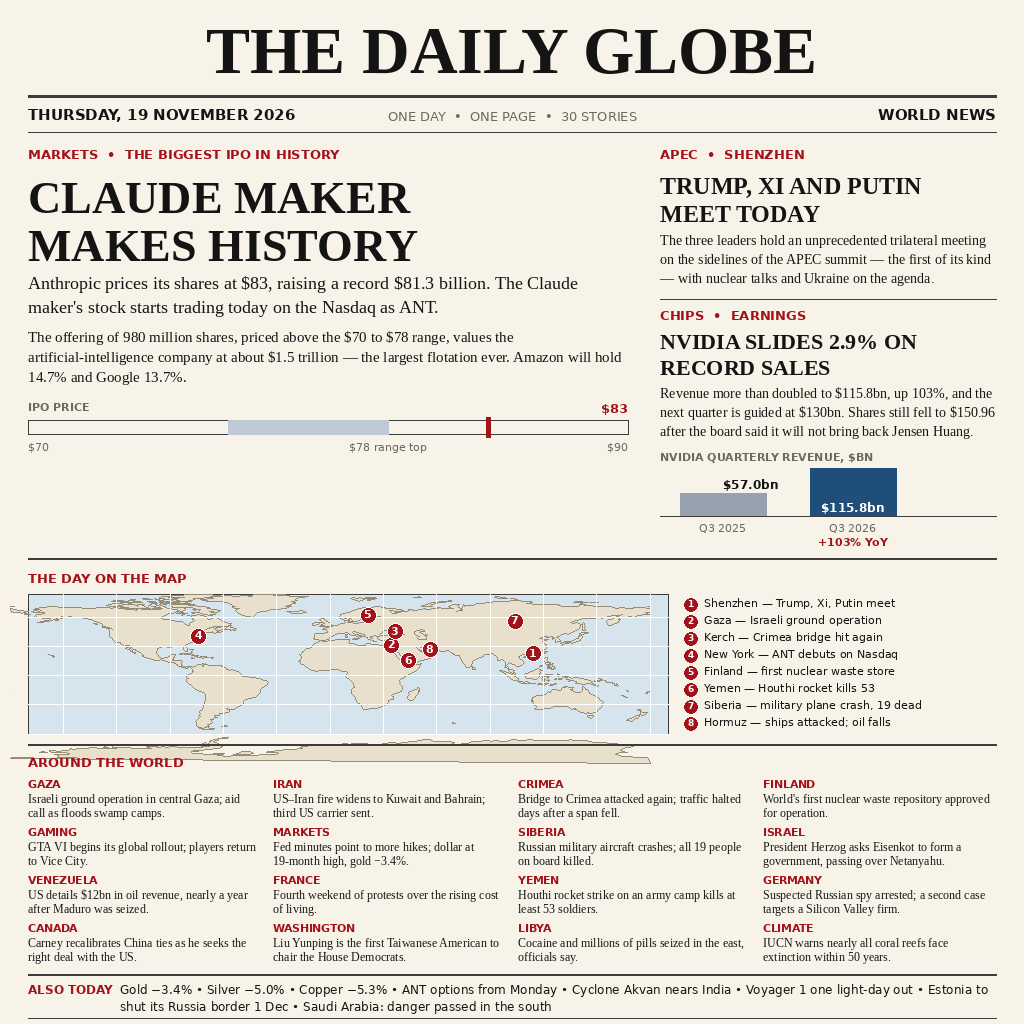 THE DAILY GLOBE
THURSDAY, 19 NOVEMBER 2026
ONE DAY • ONE PAGE • 30 STORIES
WORLD NEWS
MARKETS • THE BIGGEST IPO IN HISTORY
CLAUDE MAKER
MAKES HISTORY
Anthropic prices its shares at $83, raising a record $81.3 billion. The Claude
maker's stock starts trading today on the Nasdaq as ANT.
The offering of 980 million shares, priced above the $70 to $78 range, values the
artificial-intelligence company at about $1.5 trillion — the largest flotation ever. Amazon will hold
14.7% and Google 13.7%.
IPO PRICE
$83
$70
$78 range top
$90
APEC • SHENZHEN
TRUMP, XI AND PUTIN
MEET TODAY
The three leaders hold an unprecedented trilateral meeting
on the sidelines of the APEC summit — the first of its kind
— with nuclear talks and Ukraine on the agenda.
CHIPS • EARNINGS
NVIDIA SLIDES 2.9% ON
RECORD SALES
Revenue more than doubled to $115.8bn, up 103%, and the
next quarter is guided at $130bn. Shares still fell to $150.96
after the board said it will not bring back Jensen Huang.
NVIDIA QUARTERLY REVENUE, $BN
$57.0bn
$115.8bn
Q3 2025
Q3 2026
+103% YoY
THE DAY ON THE MAP
5
7
3
4
2
8
1
6
1 Shenzhen — Trump, Xi, Putin meet
2 Gaza — Israeli ground operation
3 Kerch — Crimea bridge hit again
4 New York — ANT debuts on Nasdaq
5 Finland — first nuclear waste store
6 Yemen — Houthi rocket kills 53
7 Siberia — military plane crash, 19 dead
8 Hormuz — ships attacked; oil falls
AROUND THE WORLD
GAZA
Israeli ground operation in central Gaza; aid
call as floods swamp camps.
IRAN
US–Iran fire widens to Kuwait and Bahrain;
third US carrier sent.
CRIMEA
Bridge to Crimea attacked again; traffic halted
days after a span fell.
FINLAND
World's first nuclear waste repository approved
for operation.
GAMING
GTA VI begins its global rollout; players return
to Vice City.
MARKETS
Fed minutes point to more hikes; dollar at
19-month high, gold −3.4%.
SIBERIA
Russian military aircraft crashes; all 19 people
on board killed.
ISRAEL
President Herzog asks Eisenkot to form a
government, passing over Netanyahu.
VENEZUELA
US details $12bn in oil revenue, nearly a year
after Maduro was seized.
FRANCE
Fourth weekend of protests over the rising cost
of living.
YEMEN
Houthi rocket strike on an army camp kills at
least 53 soldiers.
GERMANY
Suspected Russian spy arrested; a second case
targets a Silicon Valley firm.
CANADA
Carney recalibrates China ties as he seeks the
right deal with the US.
WASHINGTON
Liu Yunping is the first Taiwanese American to
chair the House Democrats.
LIBYA
Cocaine and millions of pills seized in the east,
officials say.
CLIMATE
IUCN warns nearly all coral reefs face
extinction within 50 years.
ALSO TODAY Gold −3.4% • Silver −5.0% • Copper −5.3% • ANT options from Monday • Cyclone Akvan nears India • Voyager 1 one light-day out • Estonia to
shut its Russia border 1 Dec • Saudi Arabia: danger passed in the south